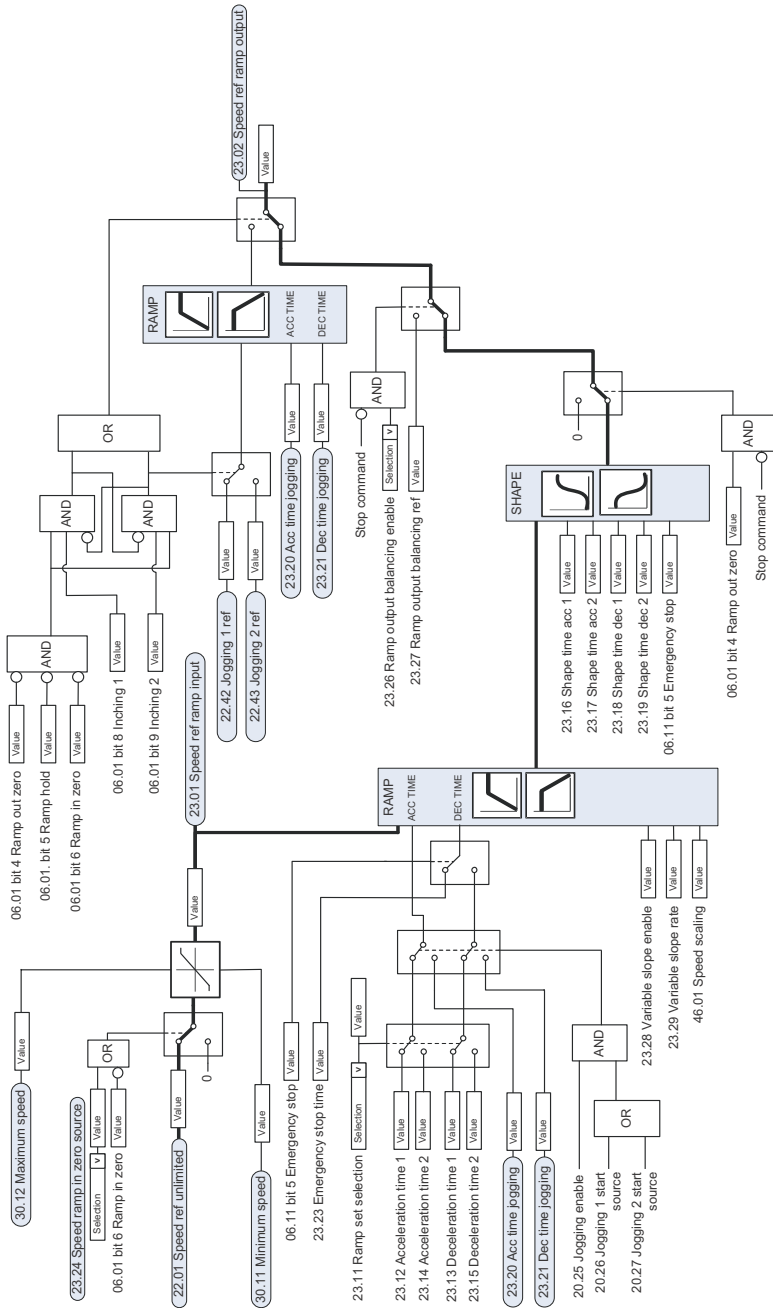 30.12 Maximum speed
Value
23.24 Speed ramp in zero source
Selection
v
Value
06.01 bit 6 Ramp in zero
Value
OR
22.01 Speed ref unlimited
Value
0
30.11 Minimum speed
Value
Value
23.01 Speed ref ramp input
06.11 bit 5 Emergency stop
Value
23.23 Emergency stop time
Value
23.11 Ramp set selection
Selection
v
Value
23.12 Acceleration time 1
Value
23.14 Acceleration time 2
Value
23.13 Deceleration time 1
Value
23.15 Deceleration time 2
Value
23.20 Acc time jogging
Value
23.21 Dec time jogging
Value
20.25 Jogging enable
20.26 Jogging 1 start
source
20.27 Jogging 2 start
source
OR
AND
RAMP
ACC TIME
DEC TIME
23.28 Variable slope enable
Value
23.29 Variable slope rate
Value
46.01 Speed scaling
Value
06.01 bit 4 Ramp out zero
Value
06.01. bit 5 Ramp hold
Value
06.01 bit 6 Ramp in zero
Value
AND
06.01 bit 8 Inching 1
Value
06.01 bit 9 Inching 2
Value
AND
AND
OR
22.42 Jogging 1 ref
Value
22.43 Jogging 2 ref
Value
23.20 Acc time jogging
Value
23.21 Dec time jogging
Value
RAMP
ACC TIME
DEC TIME
Stop command
AND
23.26 Ramp output balancing enable
Selection
v
23.27 Ramp output balancing ref
Value
SHAPE
23.16 Shape time acc 1
Value
23.17 Shape time acc 2
Value
23.18 Shape time dec 1
Value
23.19 Shape time dec 2
Value
06.11 bit 5 Emergency stop
Value
0
06.01 bit 4 Ramp out zero
Value
AND
Stop command
Value
23.02 Speed ref ramp output